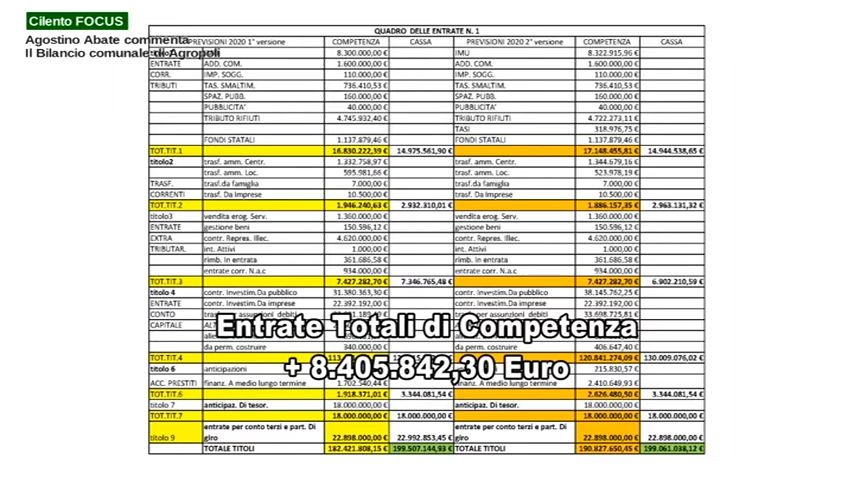 Cilento FOCUS
Agostino Abate commenta
Il Bilancio comunale di Agropoli
QUADRO DELLE ENTRATE N. 1
PREVISIONI 2020 1° versione COMPETENZA CASSA PREVISIONI 2020 2° versione COMPETENZA CASSA
8.300.000,00 € IMU 8.322.915,96 €
ENTRATE ADD. COM. 1.600.000,00 € ADD. COM. 1.600.000,00 €
CORR. IMP. SOGG. 110.000,00 € IMP. SOGG. 110.000,00 €
TRIBUTI TAS. SMALTIM. 736.410,53 € TAS. SMALTIM. 736.410,53 €
SPAZ. PUBB. 160.000,00 € SPAZ. PUBB. 160.000,00 €
PUBBLICITA' 40.000,00 € PUBBLICITA' 40.000,00 €
TRIBUTO RIFIUTI 4.745.932,40 € TRIBUTO RIFIUTI 4.722.273,11 €
TASI 318.976,75 €
FONDI STATALI 1.137.879,46 € FONDI STATALI 1.137.879,46 €
TOT.TIT.1 16.830.222,39 € 14.975.561,90 € 17.148.455,81 € 14.944.538,65 €
titolo2 trasf. amm. Centr. 1.332.758,97 € trasf. amm. Centr. 1.344.679,16 €
trasf. amm. Loc. 595.981,66 € trasf. amm. Loc. 523.978,19 €
TRASF. trasf.da famiglia 7.000,00 € trasf.da famiglia 7.000,00 €
CORRENTI trasf. Da Imprese 10.500,00 € trasf. Da imprese 10.500,00 €
TOT.TIT.2 1.946.240,63 € 2.932.310,01 € 1.886.157,35 € 2.963.131,32 €
titolo3 vendita erog. Serv. 1.360.000,00 € vendita erog. Serv. 1.360.000,00 €
ENTRATE gestione beni 150.596,12 € gestione beni 150.596,12 €
EXTRA contr. Repres. Illec. 4.620.000,00 € contr. Repres. Illec. 4.620.000,00 €
TRIBUTAR. int. Attivi 1.000,00 € int. Attivi 1.000,00 €
rimb. In entrata 361.686,58 € rimb. In entrata 361.686,58 €
entrate corr. N.a.c 934.000,00 € entrate corr. N.a.c 934.000,00 €
TOT.TIT.3 7.427.282,70 € 7.346.765,48 € 7.427.282,70 € 6.902.210,59 €
titolo 4 contr. Investim.Da pubblico 31.380.363,30 € contr. Investim.Da pubblico 38.145.762,25 €
ENTRATE contr. Investim.Da imprese 22.392.192,00 € contr. Investim.Da imprese 22.392.192,00 €
CONTO
CAPITALE
Entrate Totali di Competenza
da perm. costruire 340.000,00 € da perm. costruire 406.647,40 €
TOT.TIT.4 120.841.274,09 € 130.009.076,02 €
+ 8.405.842,30 Euro
titolo 6 anticipazioni 215.830,57 €
ACC. PRESTITI finanz. A medio lungo termine 1.702.540,44 € finanz. A medio lungo termine 2.410.649,93 €
TOT.TIT.6 1.918.371,01 € 3.344.081,54 € 2.626.480,50 € 3.344.081,54 €
titolo 7 anticipaz. Di tesor. 18.000.000,00 € anticipaz. Di tesor. 18.000.000,00 €
TOT.TIT.7 18.000.000,00 € 18.000.000,00 € 18.000.000,00 € 18.000.000,00 €
titolo 9 entrate per conto terzi e part. Di giro 22.898.000,00 € 22.992.853,45 € entrate per conto terzi e part. Di giro 22.898.000,00 € 22.898.000,00 €
TOTALE TITOLI 182.421.808,15 € 199.507.144,93 € TOTALE TITOLI 190.827.650,45 € 199.061.038,12 €